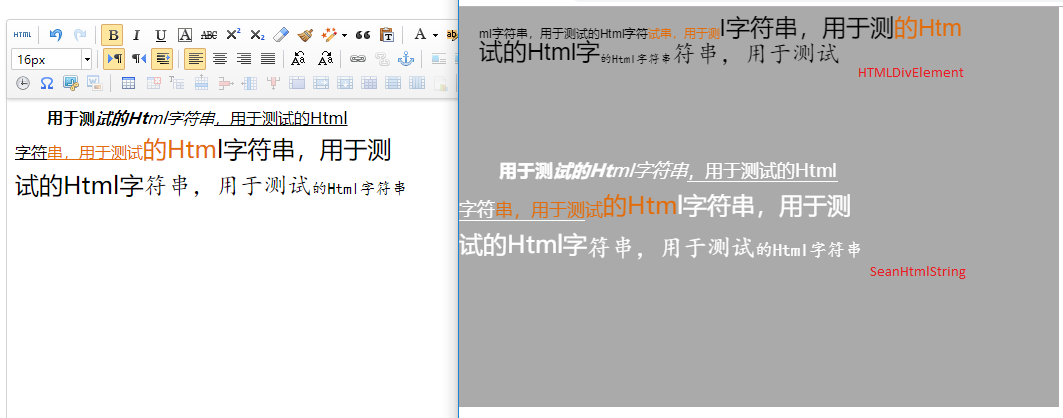 HTML B I U A ABC X² X₂ A ab
16px
用于测试的Html字符串，用于测试的Html
字符串，用于测试的Html字符串，用于测
试的Html字符串，用于测试的Html字符串
ml字符串，用于测试的Html字符试串，用于测l字符串，用于测的Htm
试的Html字的Html字符串符串，用于测试
HTMLDivElement
用于测试的Html字符串，用于测试的Html
字符串，用于测试的Html字符串，用于测
试的Html字符串，用于测试的Html字符串
SeanHtmlString